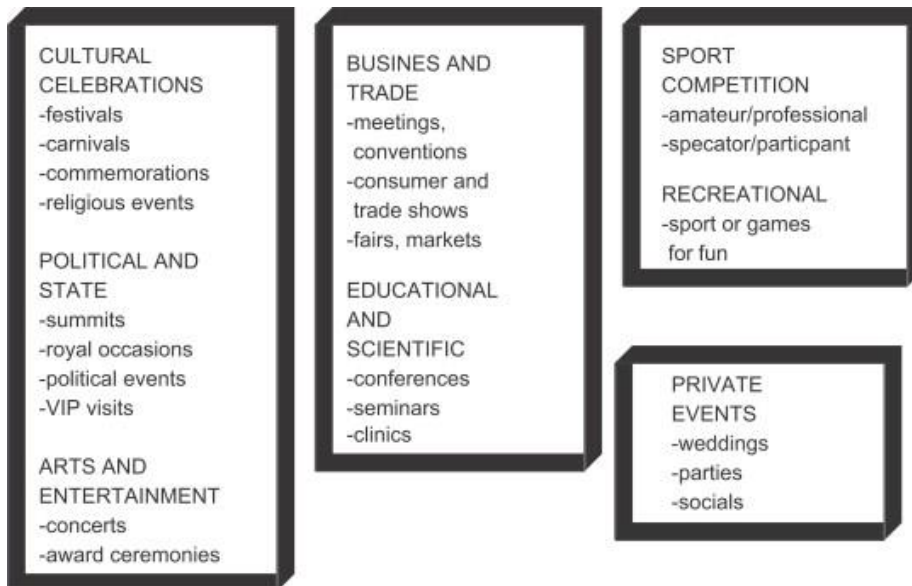 CULTURAL
CELEBRATIONS
-festivals
-carnivals
-commemorations
-religious events
POLITICAL AND
STATE
-summits
-royal occasions
-political events
-VIP visits
ARTS AND
ENTERTAINMENT
-concerts
-award ceremonies
BUSINES AND
TRADE
-meetings,
conventions
-consumer and
trade shows
-fairs, markets
EDUCATIONAL
AND
SCIENTIFIC
-conferences
-seminars
-clinics
SPORT
COMPETITION
-amateur/professional
-specator/particpant
RECREATIONAL
-sport or games
for fun
PRIVATE
EVENTS
-weddings
-parties
-socials